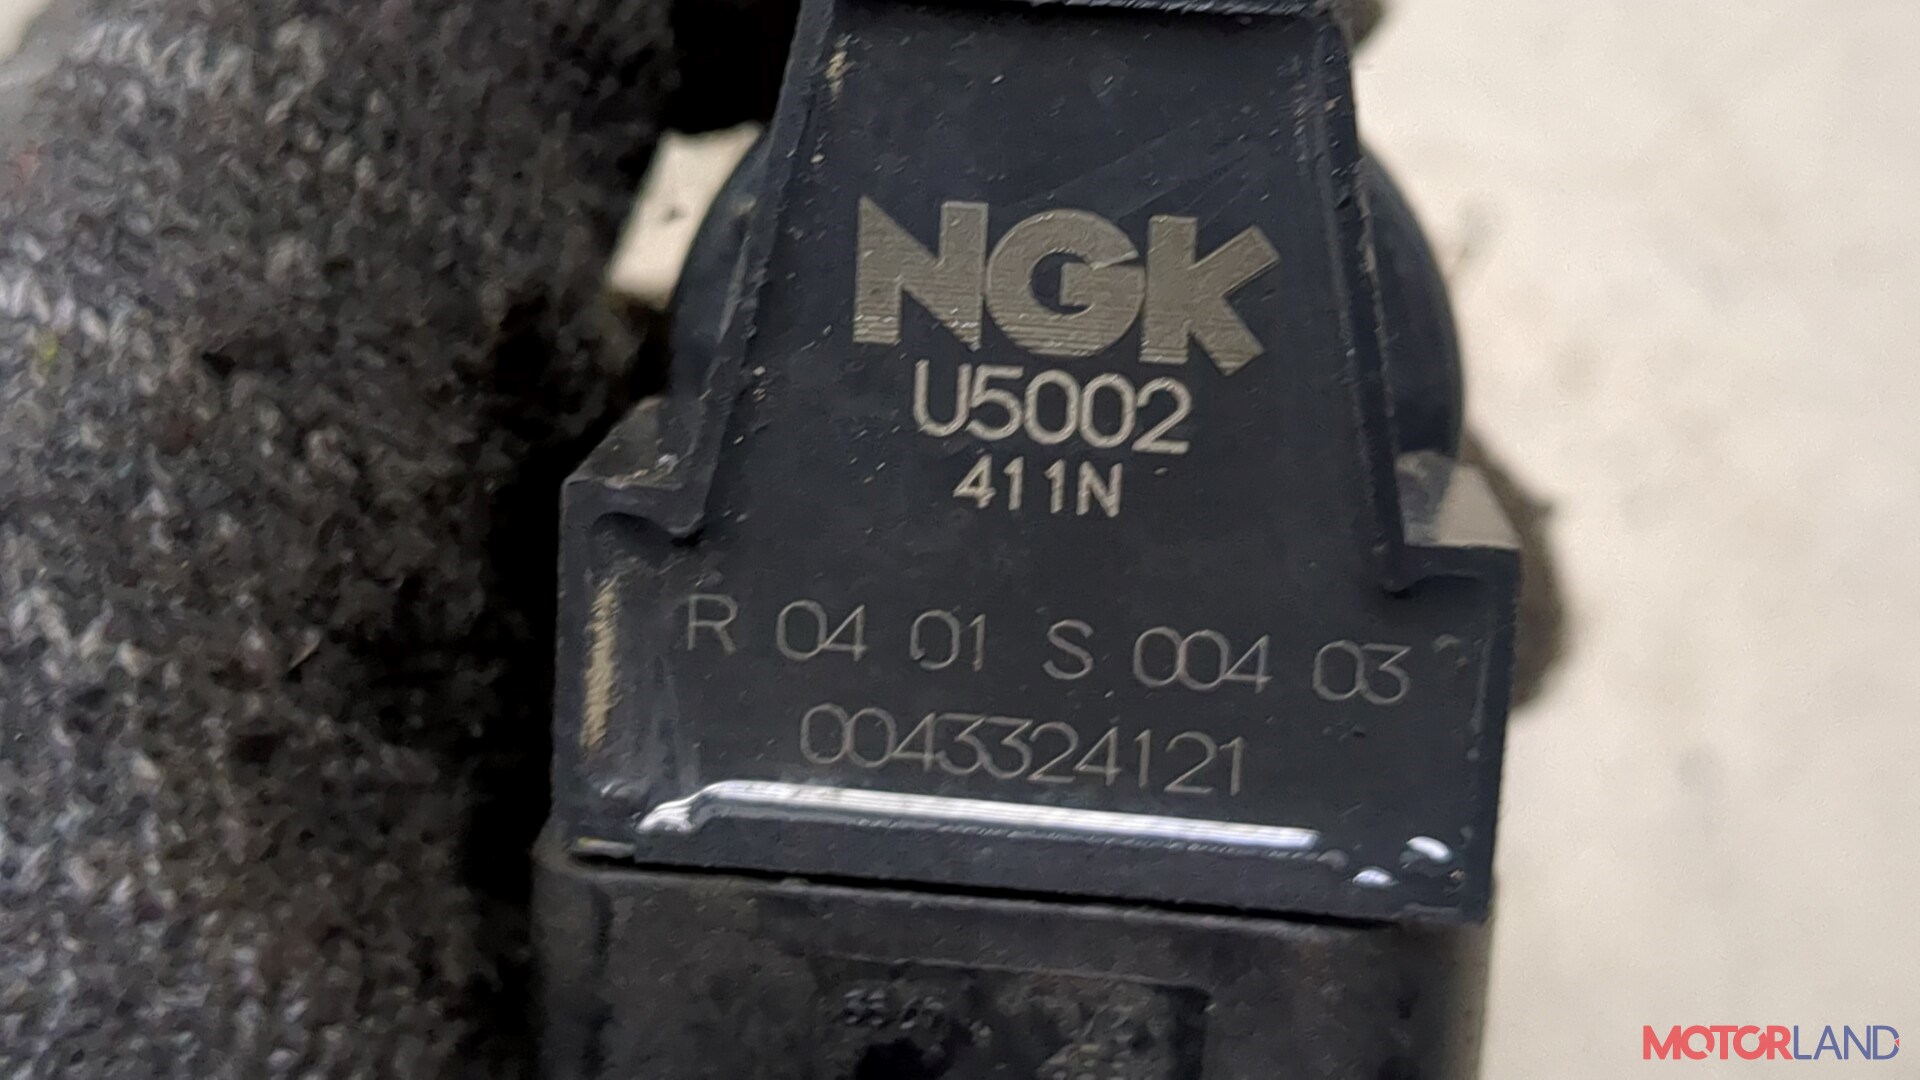 NGK
U5002
411N
R 04 01 S 004 03
0043324121
MOTORLAND